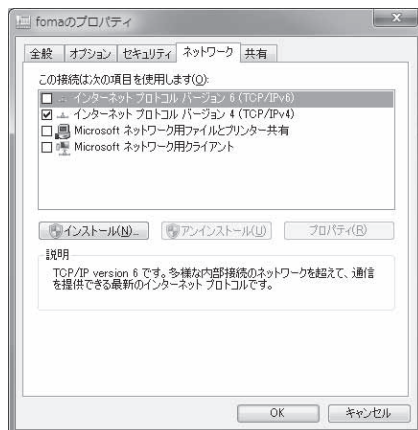 fomaのプロパティ
全般 オプション セキュリティ ネットワーク 共有
この接続は次の項目を使用します(O):
インターネット プロトコル バージョン 6 (TCP/IPv6)
インターネット プロトコル バージョン 4 (TCP/IPv4)
Microsoft ネットワーク用ファイルとプリンター共有
Microsoft ネットワーク用クライアント
インストール(N)... アンインストール(U) プロパティ(R)
説明
TCP/IP version 6 です。多様な内部接続のネットワークを超えて、通信
を提供できる最新のインターネット プロトコルです。
OK キャンセル